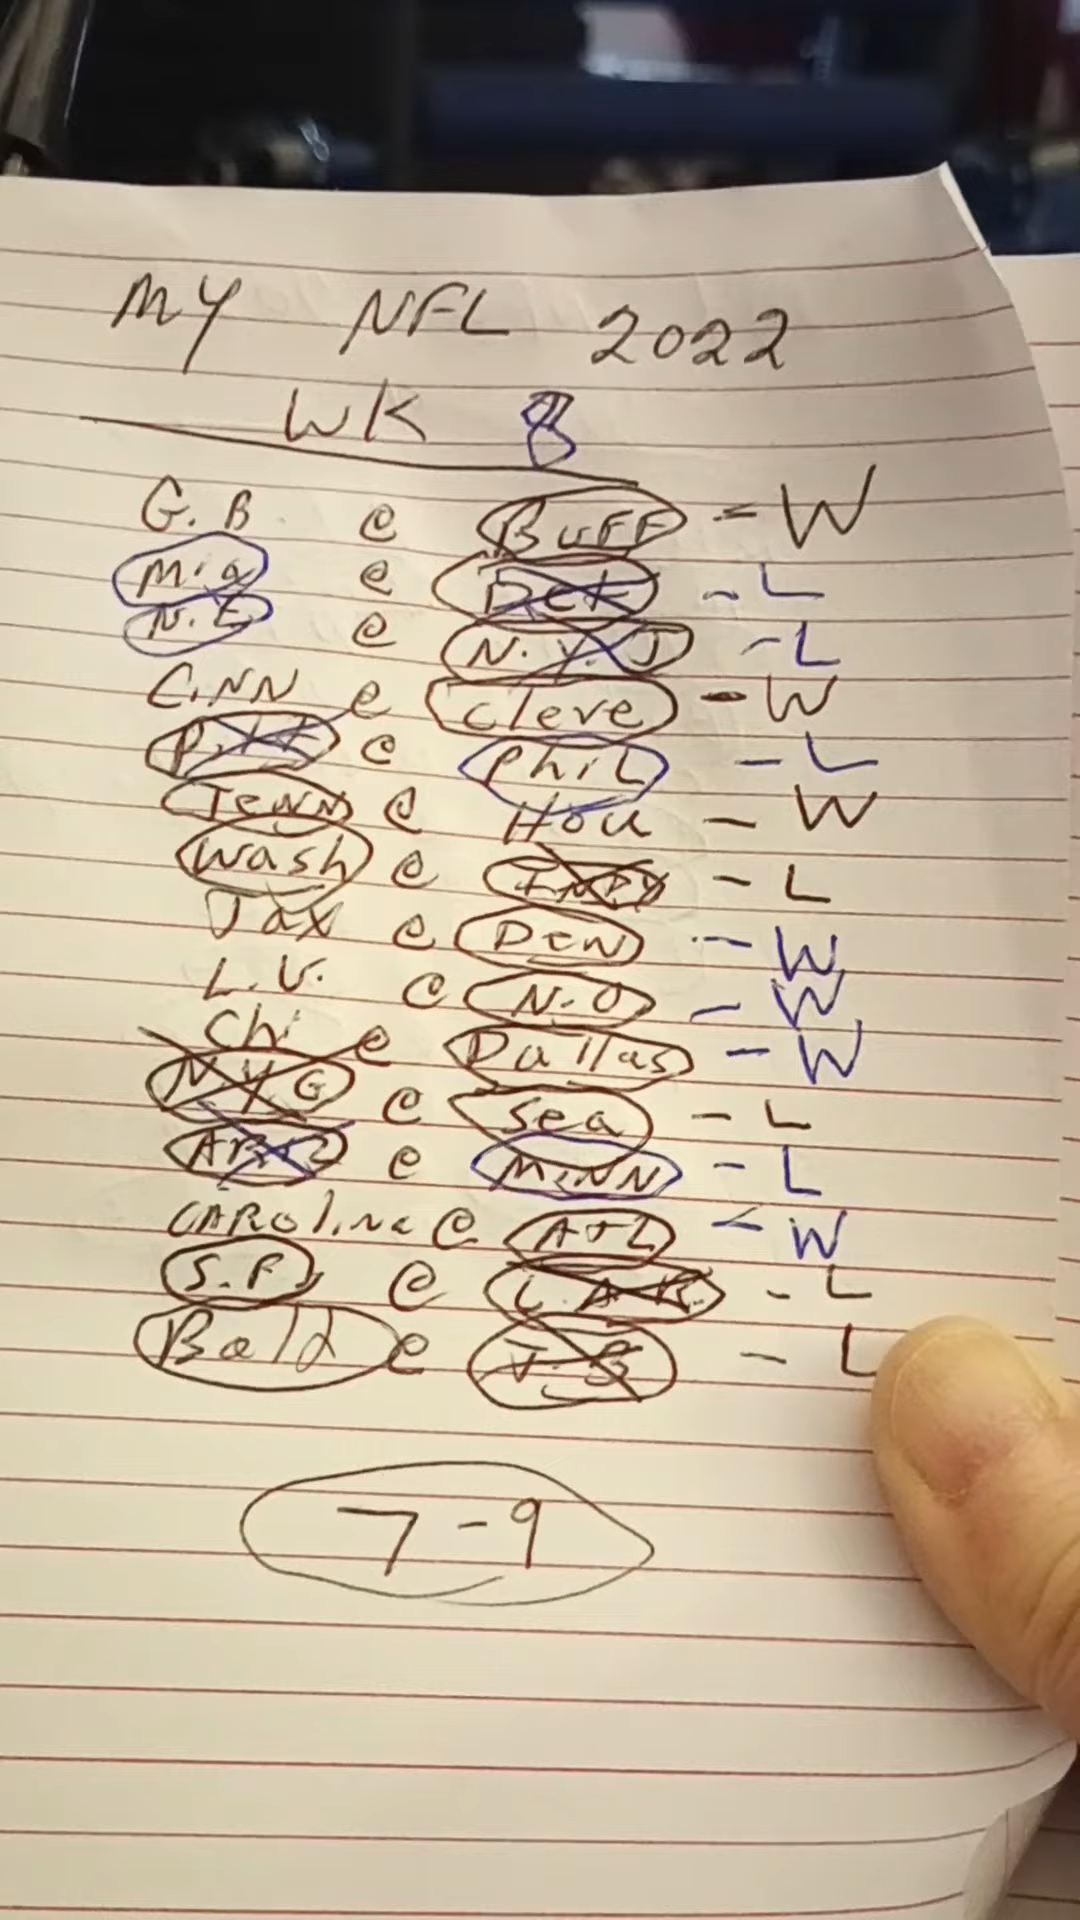 MY NFL 2022
WK 8
G.B. @ Buff - W
Mia @ Det - L
N.E @ N.Y.J - L
CiNN @ Cleve - W
Pitt @ Phil - L
TeNN @ Hou - W
Wash @ INDY - L
Jax @ Den - W
L.V. @ N.O - W
Chi @ Dallas - W
NYG @ Sea - L
Ariz @ MiNN - L
CAROliNa @ Atl - W
S.F. @ L.A.R. - L
Balt @ T.B - L
7-9